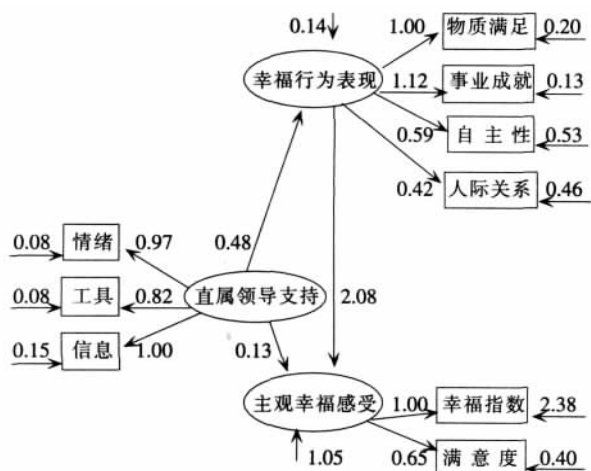 0.14
1.00
物质满足
0.20
幸福行为表现
1.12
事业成就
0.13
0.59
自主性
0.53
0.42
人际关系
0.46
0.08
情绪
0.97
0.48
0.08
工具
0.82
直属领导支持
2.08
0.15
信息
1.00
0.13
主观幸福感受
1.00
幸福指数
2.38
1.05
0.65
满意度
0.40